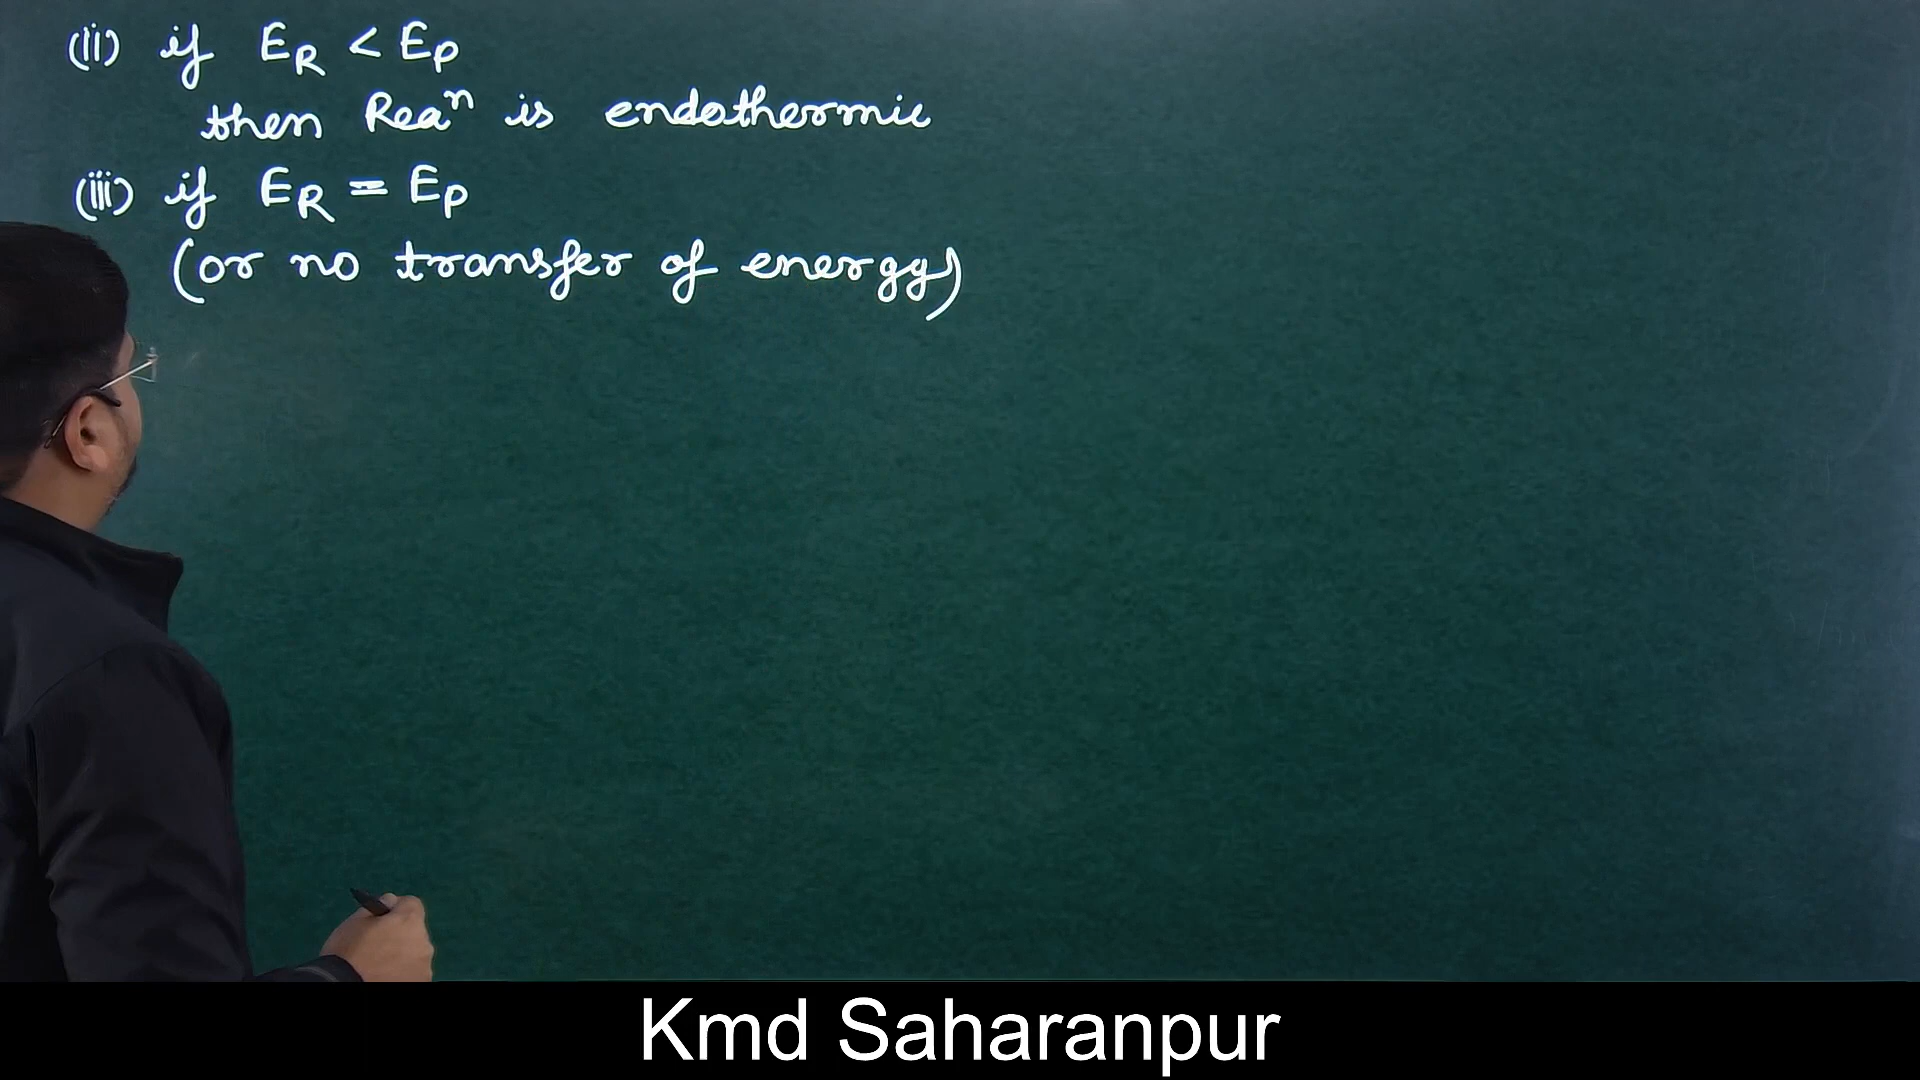 (ii) if E_R < E_P
then Reaⁿ is endothermic
(iii) if E_R = E_P
(or no transfer of energy)
Kmd Saharanpur